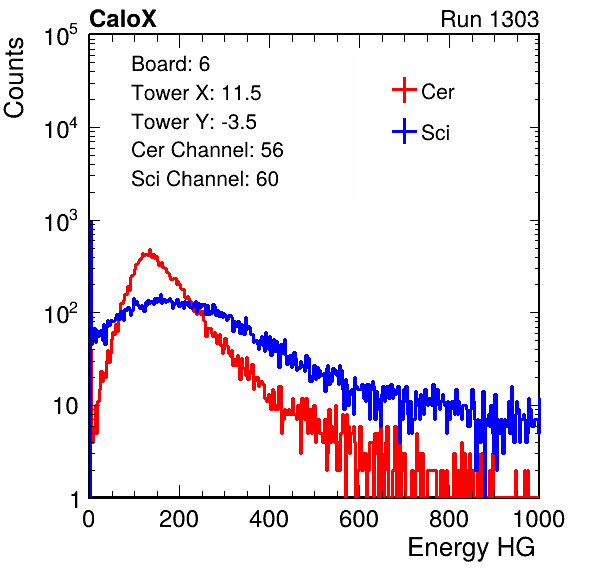 CaloX Run 1303
Counts
Board: 6
Tower X: 11.5
Tower Y: -3.5
Cer Channel: 56
Sci Channel: 60
Cer
Sci
10^5
10^4
10^3
10^2
10
1
0 200 400 600 800 1000
Energy HG